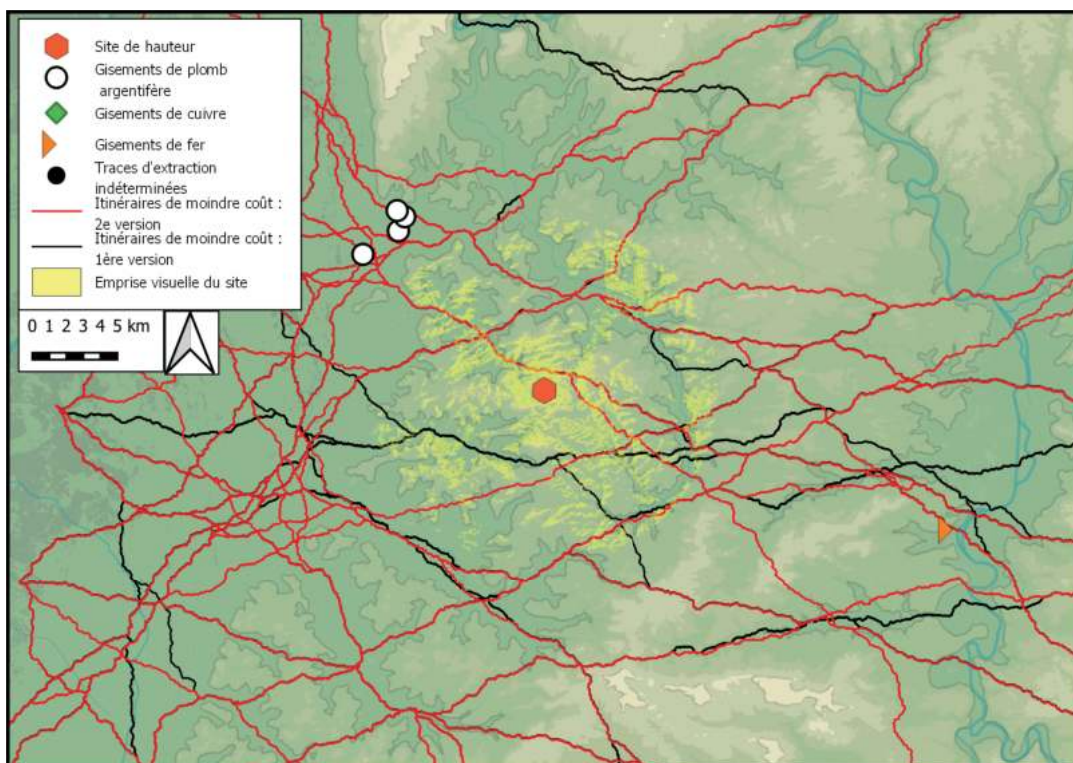 Site de hauteur
Gisements de plomb
argentifère
Gisements de cuivre
Gisements de fer
Traces d'extraction
indéterminées
Itinéraires de moindre coût :
2e version
Itinéraires de moindre coût :
1ère version
Emprise visuelle du site
0 1 2 3 4 5 km